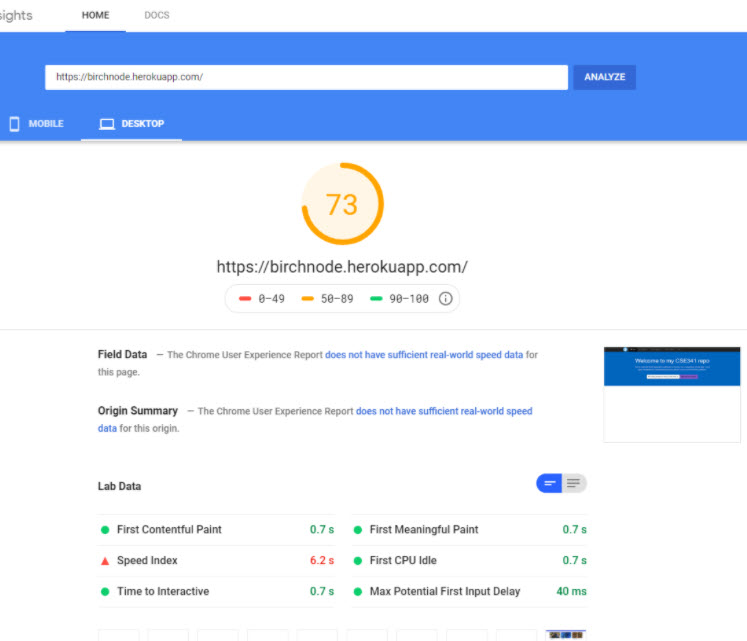 sights HOME DOCS
https://birchnode.herokuapp.com/ ANALYZE
MOBILE DESKTOP
73
https://birchnode.herokuapp.com/
0-49 50-89 90-100
Field Data — The Chrome User Experience Report does not have sufficient real-world speed data for
this page.
Welcome to my CSE341 repo
Origin Summary — The Chrome User Experience Report does not have sufficient real-world speed
data for this origin.
Lab Data
First Contentful Paint 0.7 s First Meaningful Paint 0.7 s
Speed Index 6.2 s First CPU Idle 0.7 s
Time to Interactive 0.7 s Max Potential First Input Delay 40 ms